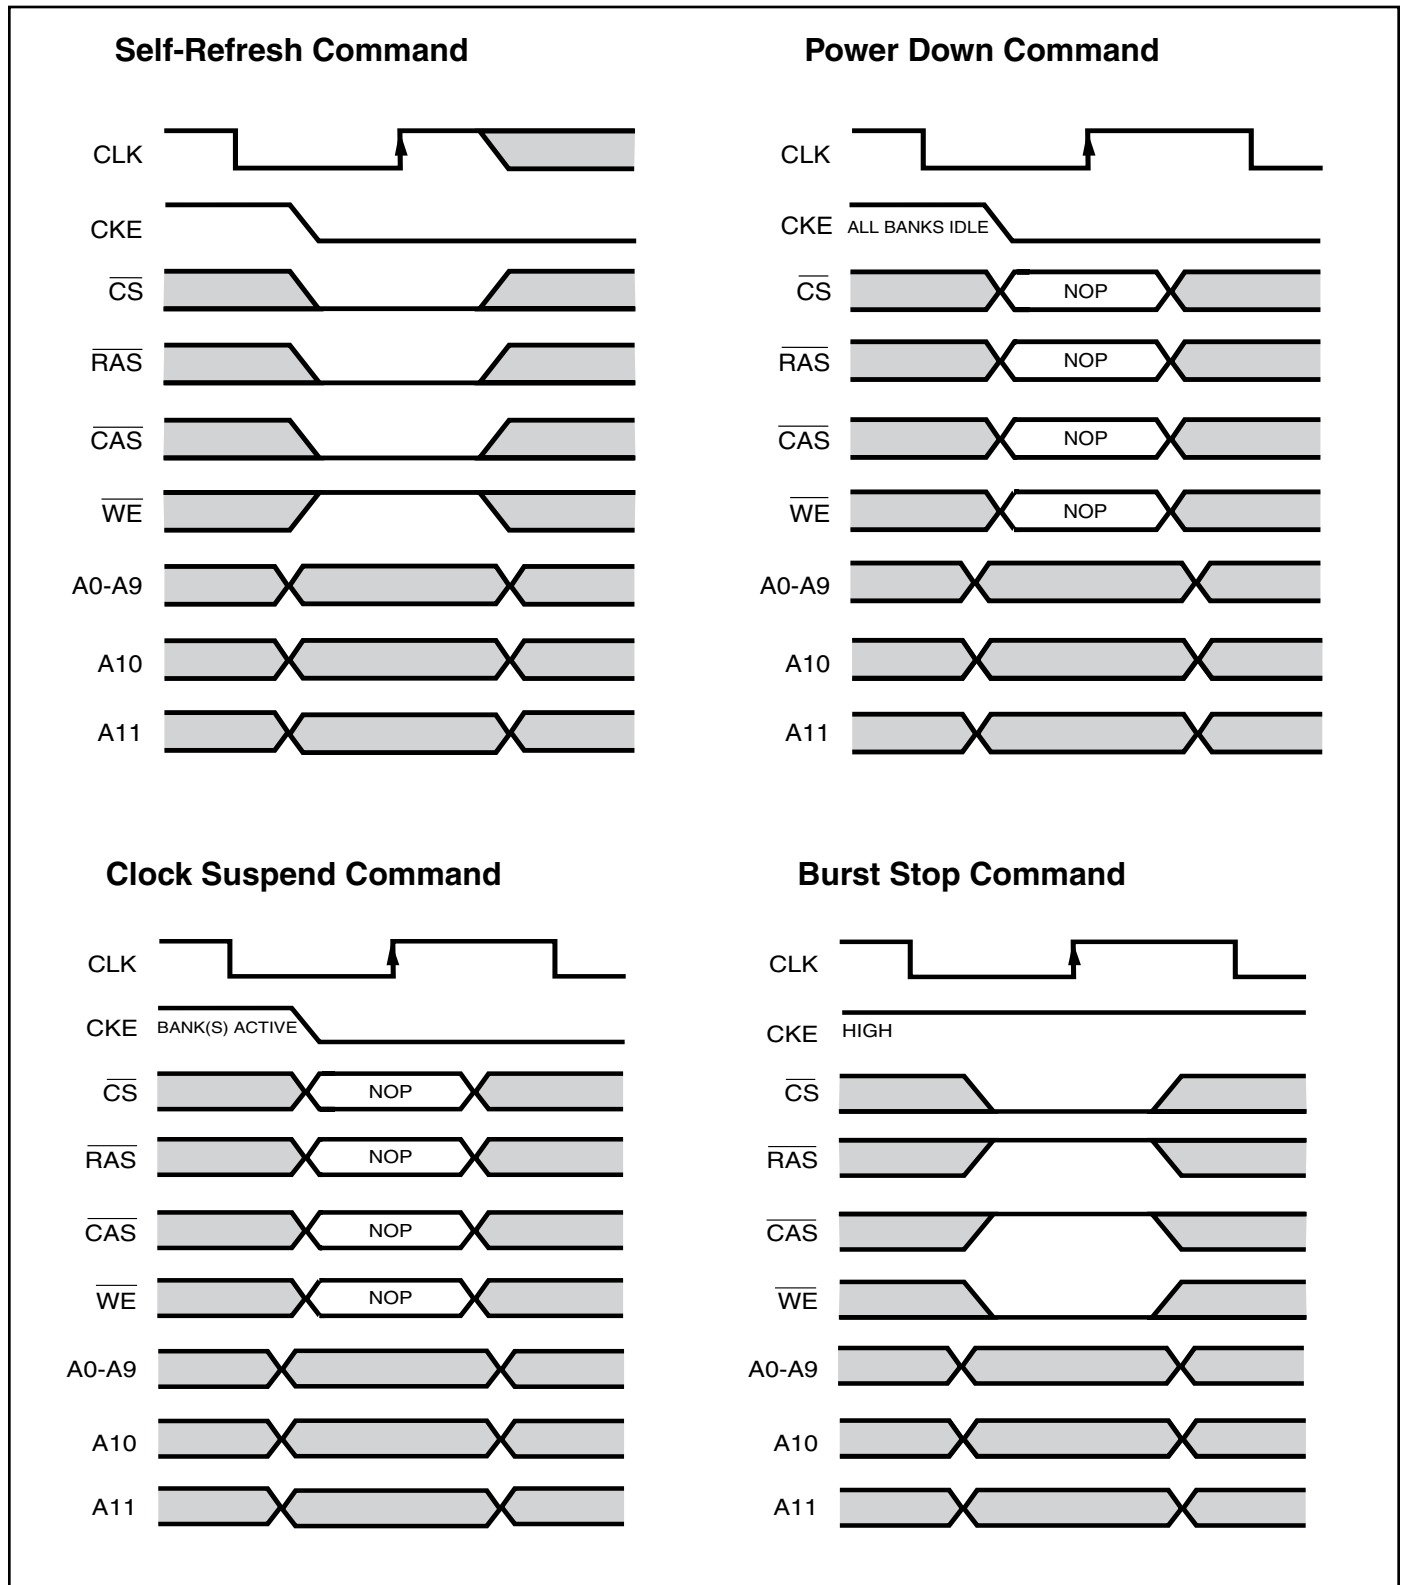 Self-Refresh Command
CLK
CKE
CS
RAS
CAS
WE
A0-A9
A10
A11
Power Down Command
CLK
CKE ALL BANKS IDLE
CS NOP
RAS NOP
CAS NOP
WE NOP
A0-A9
A10
A11
Clock Suspend Command
CLK
CKE BANK(S) ACTIVE
CS NOP
RAS NOP
CAS NOP
WE NOP
A0-A9
A10
A11
Burst Stop Command
CLK
CKE HIGH
CS
RAS
CAS
WE
A0-A9
A10
A11